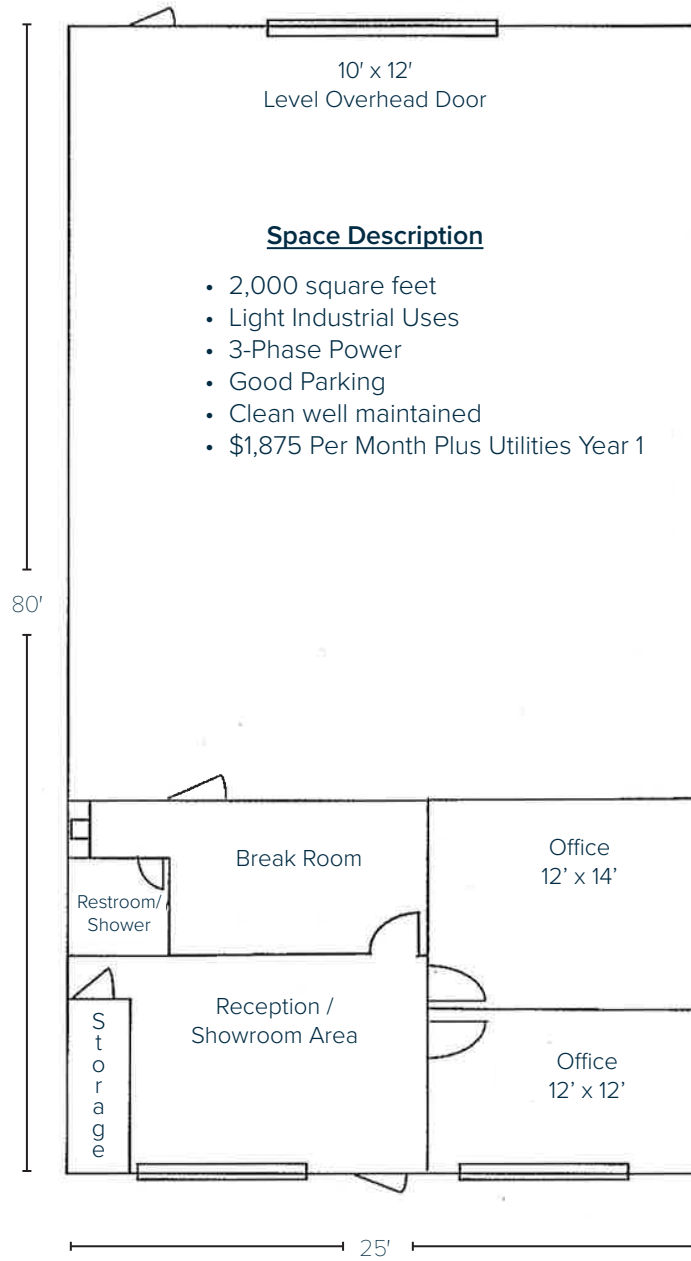 10' x 12'
Level Overhead Door
Space Description
• 2,000 square feet
• Light Industrial Uses
• 3-Phase Power
• Good Parking
• Clean well maintained
• $1,875 Per Month Plus Utilities Year 1
80'
Break Room
Office
12’ x 14’
Restroom/
Shower
Reception /
Showroom Area
Storage
Office
12’ x 12’
25'